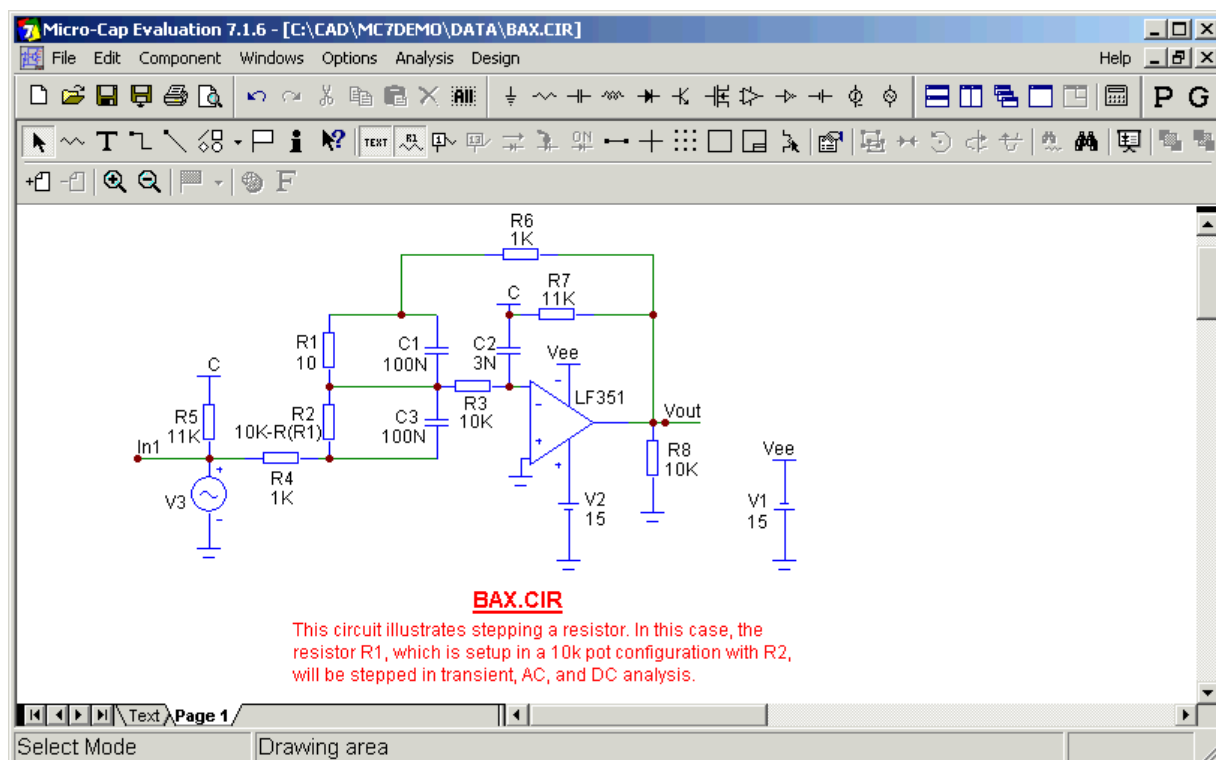 Micro-Cap Evaluation 7.1.6 - [C:\CAD\MC7DEMO\DATA\BAX.CIR]
File Edit Component Windows Options Analysis Design Help
P G
T TEXT R1 ON
F
R6
1K
R7
11K
C
R1
10
C1
100N
C2
3N
Vee
LF351
C
R5
11K
R2
10K-R(R1)
C3
100N
R3
10K
Vout
In1
R4
1K
R8
10K
Vee
V3
V2
15
V1
15
BAX.CIR
This circuit illustrates stepping a resistor. In this case, the
resistor R1, which is setup in a 10k pot configuration with R2,
will be stepped in transient, AC, and DC analysis.
Text Page 1
Select Mode Drawing area